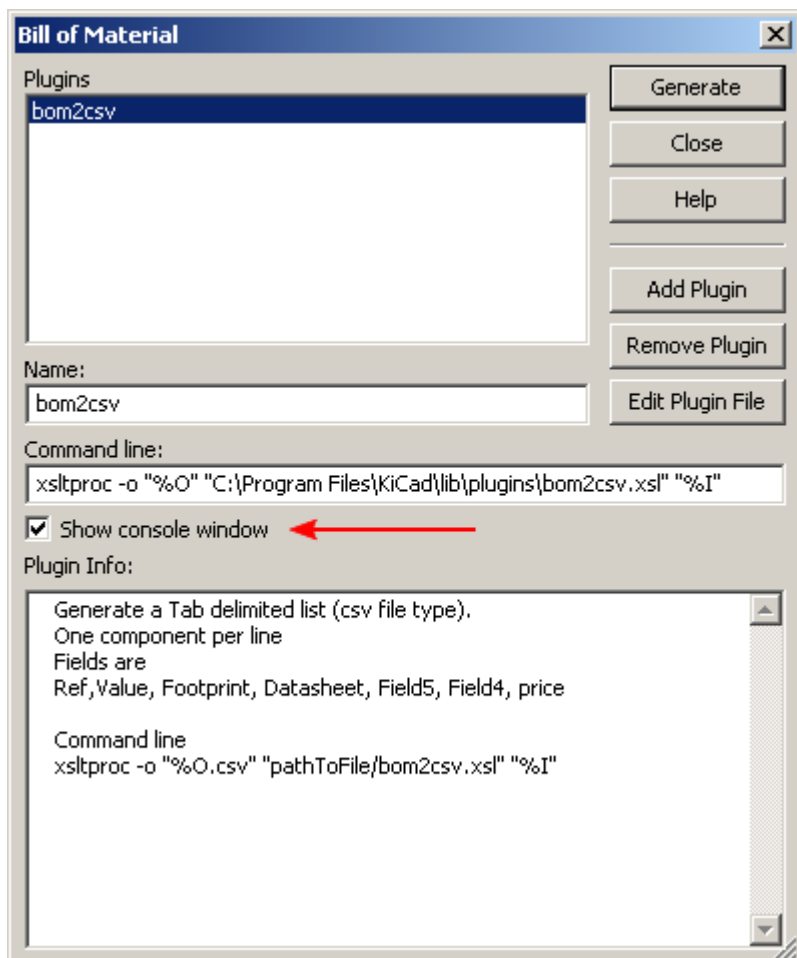 Bill of Material
Plugins
bom2csv
Generate
Close
Help
Add Plugin
Remove Plugin
Edit Plugin File
Name:
bom2csv
Command line:
xsltproc -o "%O" "C:\Program Files\KiCad\lib\plugins\bom2csv.xsl" "%I"
Show console window
Plugin Info:
Generate a Tab delimited list (csv file type).
One component per line
Fields are
Ref,Value, Footprint, Datasheet, Field5, Field4, price
Command line
xsltproc -o "%O.csv" "pathToFile/bom2csv.xsl" "%I"